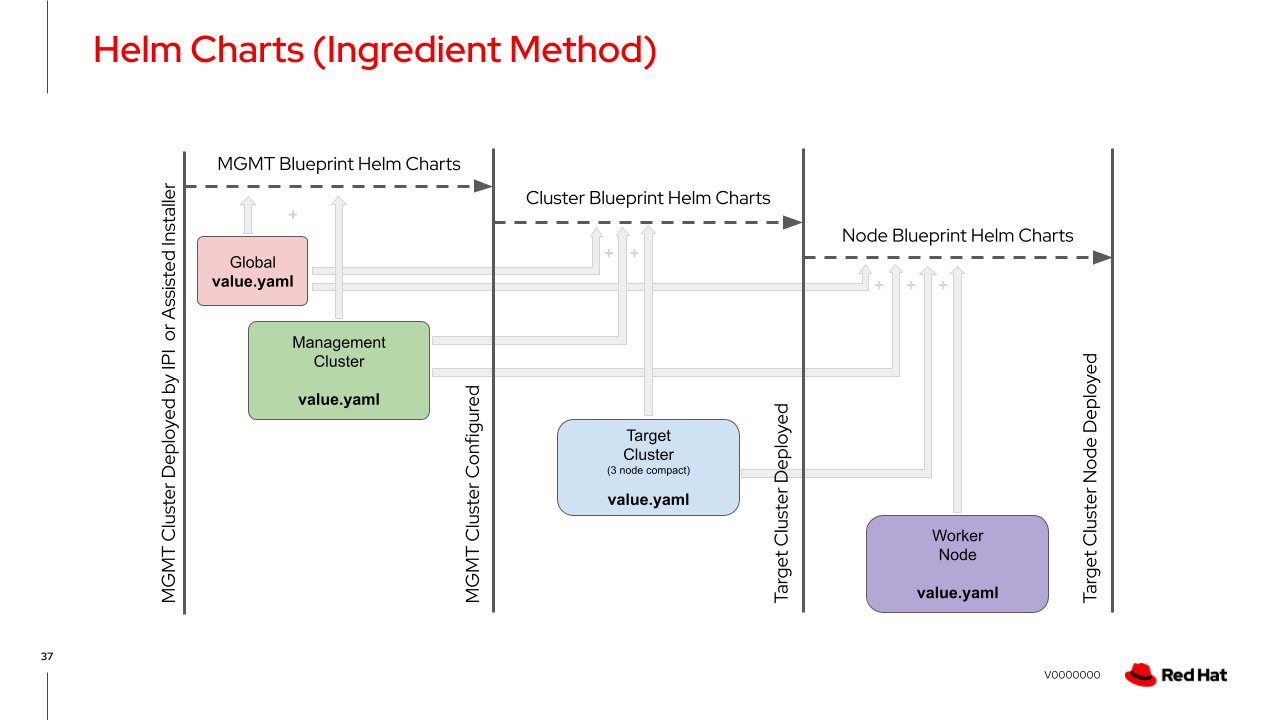 Helm Charts (Ingredient Method)
MGMT Blueprint Helm Charts
Cluster Blueprint Helm Charts
Node Blueprint Helm Charts
MGMT Cluster Deployed by IPI or Assisted Installer
+
Global
value.yaml
+
+
+
+
+
Management
Cluster
value.yaml
MGMT Cluster Configured
Target
Cluster
(3 node compact)
value.yaml
Target Cluster Deployed
Worker
Node
value.yaml
Target Cluster Node Deployed
37
V0000000
Red Hat